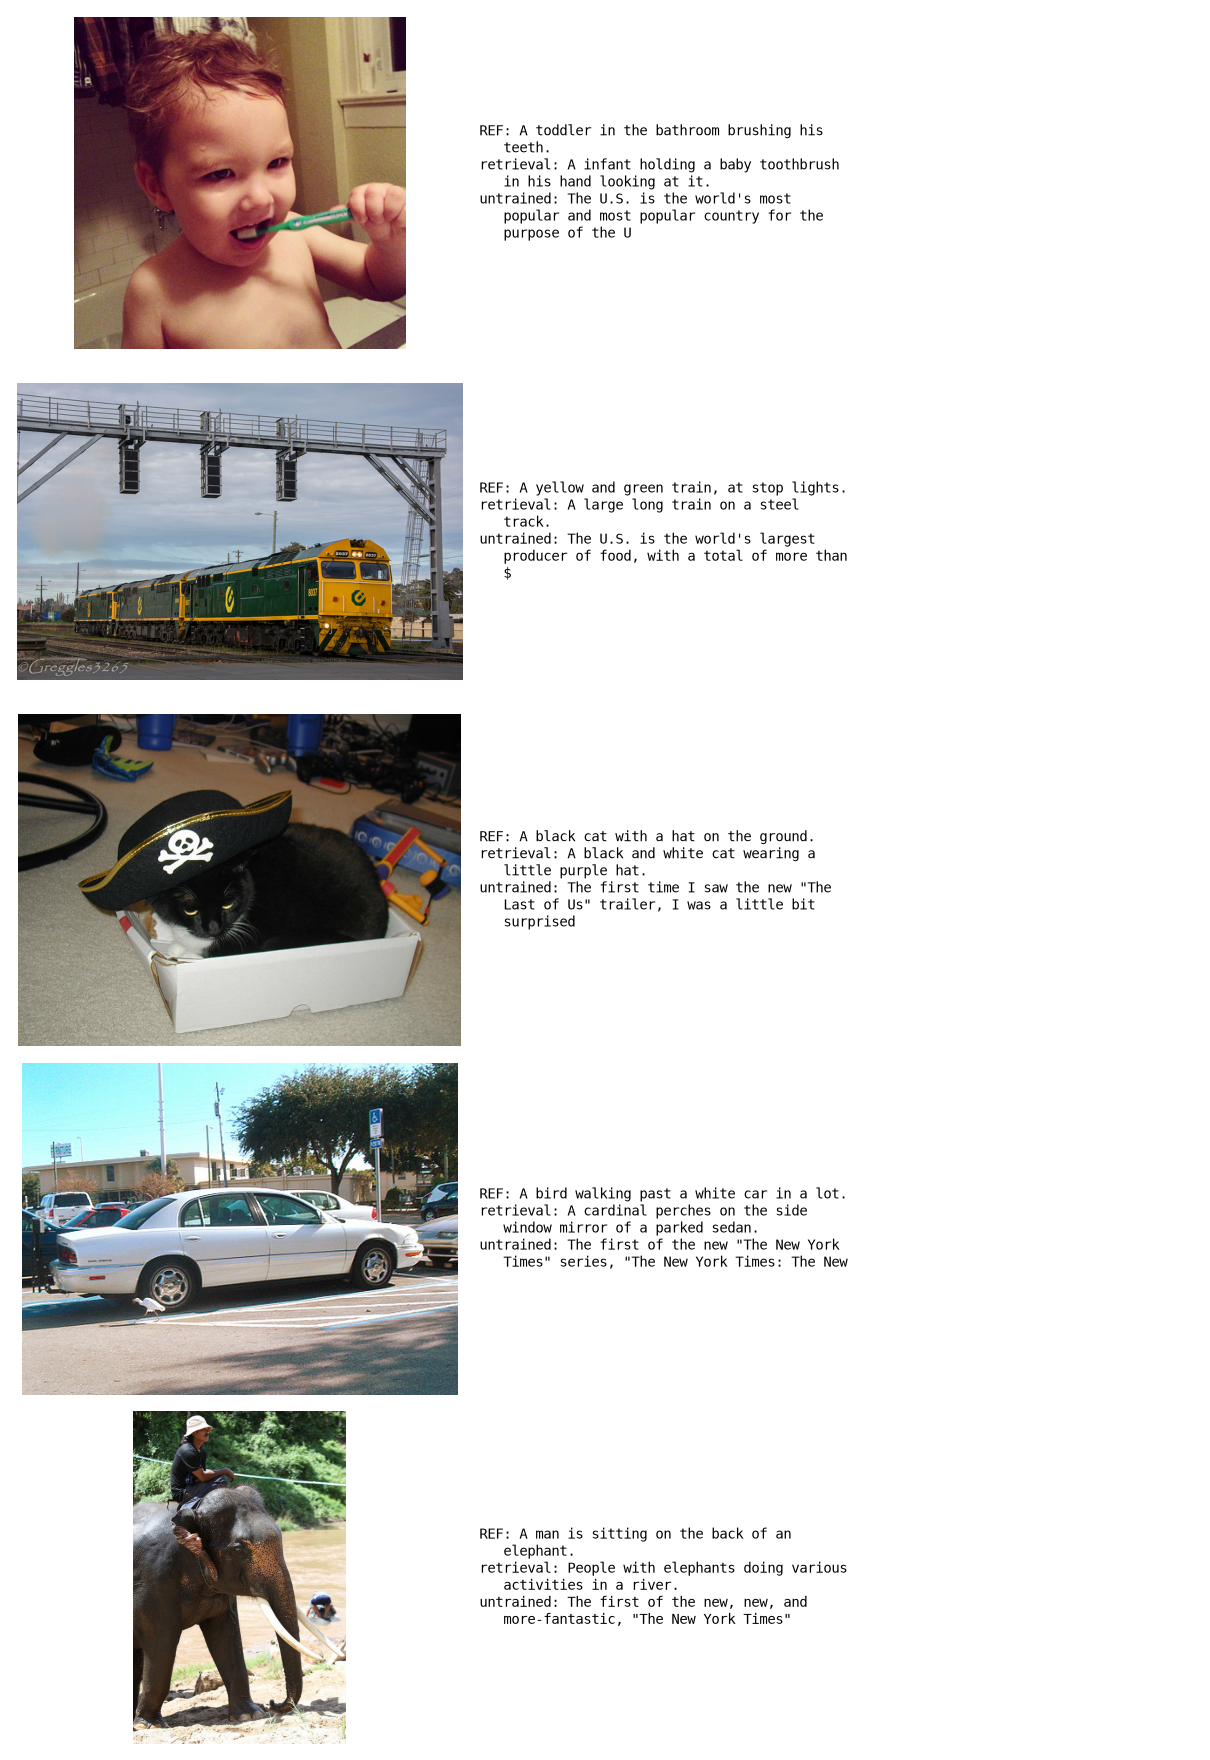 REF: A toddler in the bathroom brushing his
teeth.
retrieval: A infant holding a baby toothbrush
in his hand looking at it.
untrained: The U.S. is the world's most
popular and most popular country for the
purpose of the U
REF: A yellow and green train, at stop lights.
retrieval: A large long train on a steel
track.
untrained: The U.S. is the world's largest
producer of food, with a total of more than
$
8037
8037
8037
©Greggles3265
REF: A black cat with a hat on the ground.
retrieval: A black and white cat wearing a
little purple hat.
untrained: The first time I saw the new "The
Last of Us" trailer, I was a little bit
surprised
REF: A bird walking past a white car in a lot.
retrieval: A cardinal perches on the side
window mirror of a parked sedan.
untrained: The first of the new "The New York
Times" series, "The New York Times: The New
REF: A man is sitting on the back of an
elephant.
retrieval: People with elephants doing various
activities in a river.
untrained: The first of the new, new, and
more-fantastic, "The New York Times"